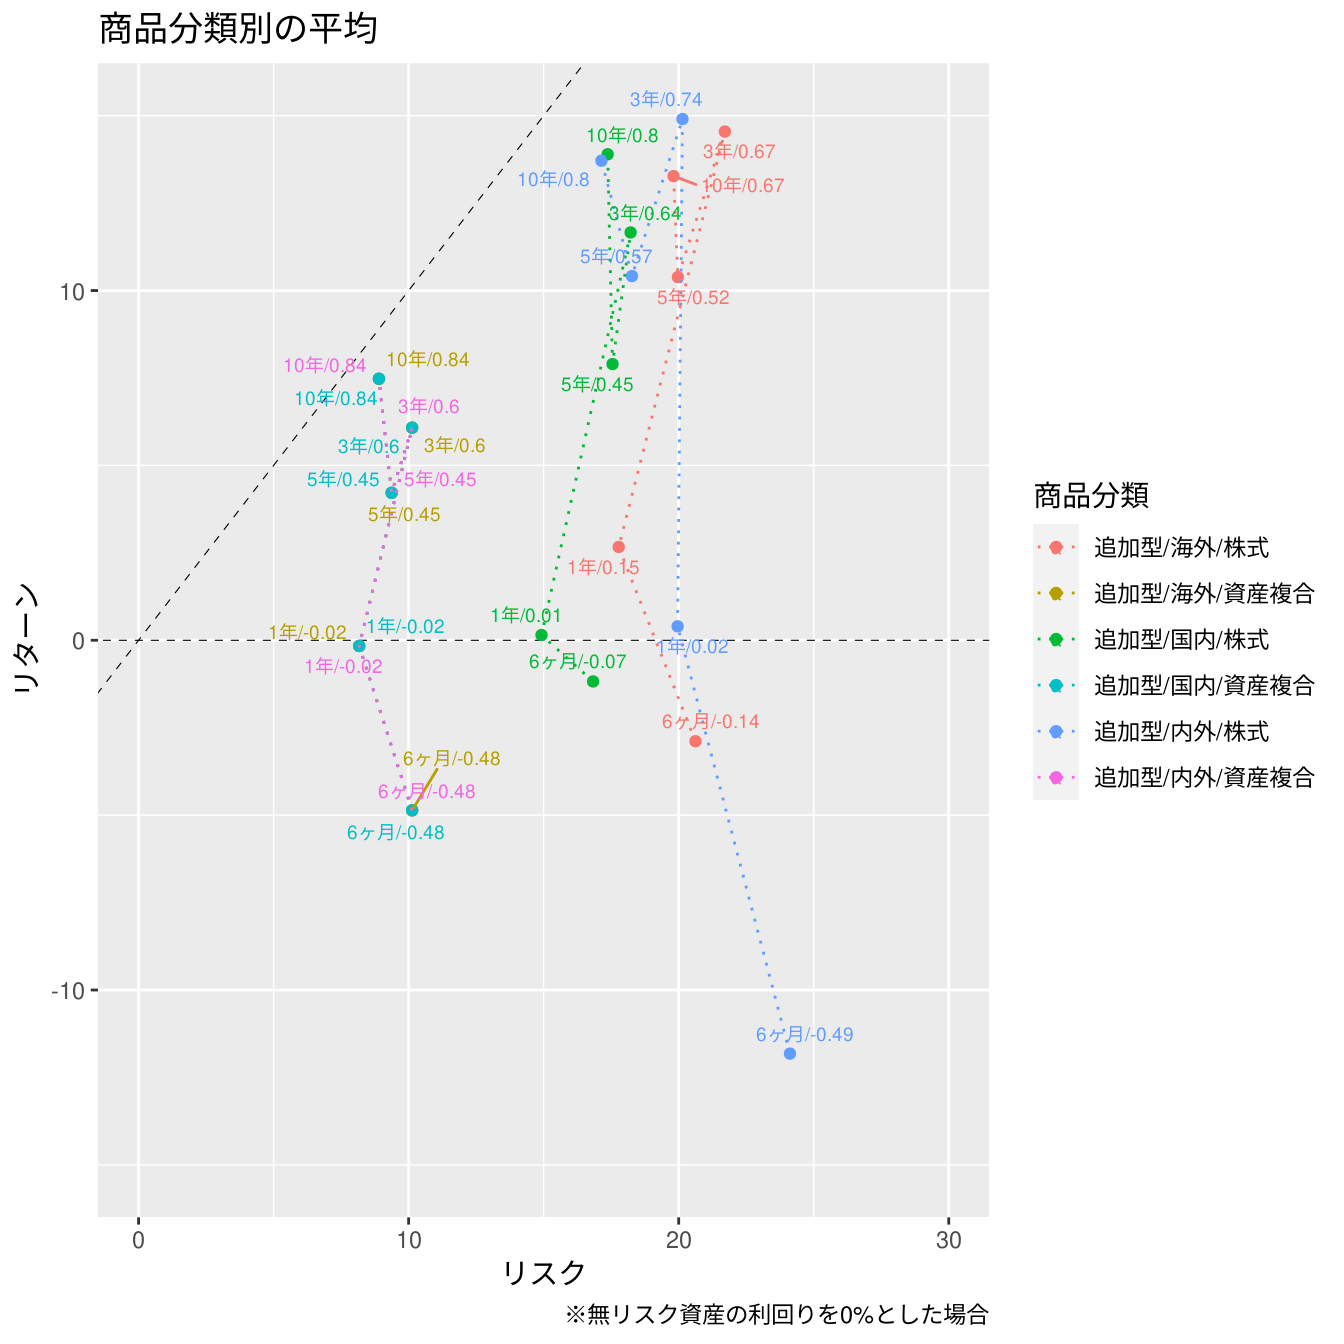 商品分類別の平均
3年/0.74
10年/0.8
3年/0.67
10年/0.8
10年/0.67
3年/0.64
5年/0.57
10
5年/0.52
10年/0.84
10年/0.84
5年/0.45
10年/0.84
3年/0.6
3年/0.6
3年/0.6
5年/0.45
5年/0.45
5年/0.45
1年/0.15
1年/0.01
1年/-0.02
1年/-0.02
0
1年/0.02
1年/-0.02
6ヶ月/-0.07
6ヶ月/-0.14
6ヶ月/-0.48
6ヶ月/-0.48
6ヶ月/-0.48
-10
6ヶ月/-0.49
リターン
0
10
20
30
リスク
※無リスク資産の利回りを0%とした場合
商品分類
追加型/海外/株式
追加型/海外/資産複合
追加型/国内/株式
追加型/国内/資産複合
追加型/内外/株式
追加型/内外/資産複合